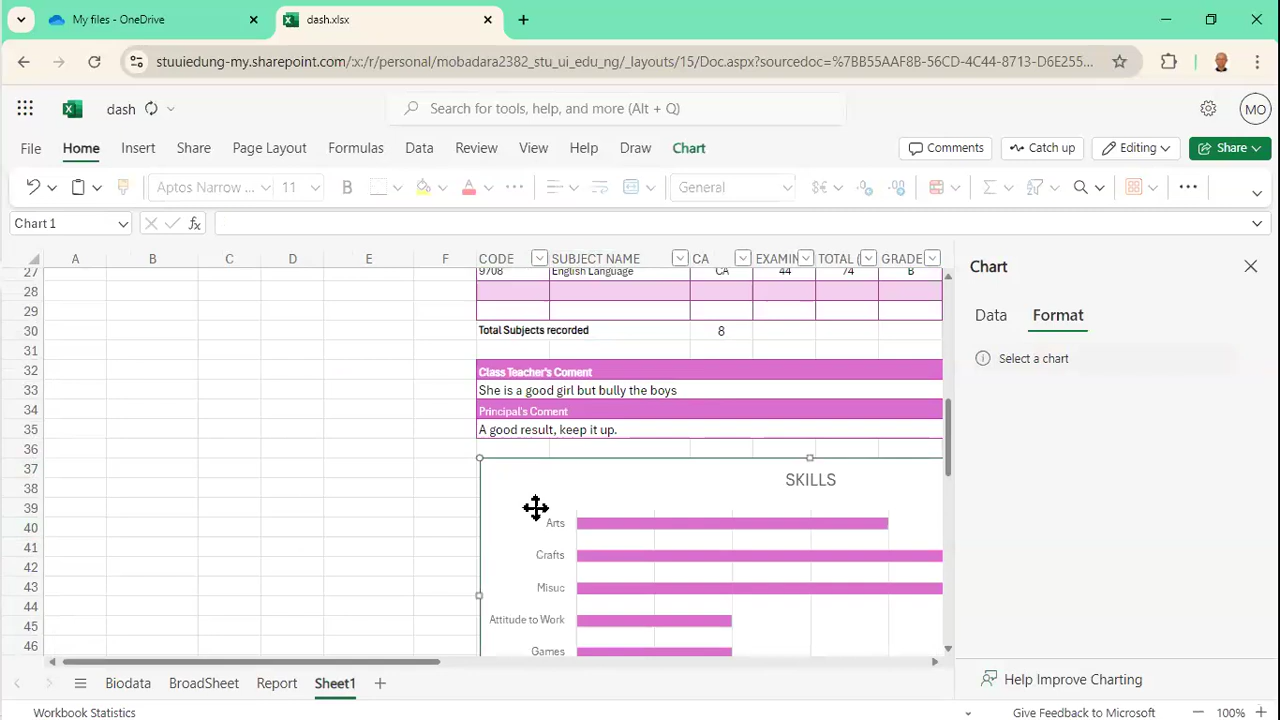 My files - OneDrive
dash.xlsx
stuuiedung-my.sharepoint.com/:x:/r/personal/mobidara2382_stu_ui_edu_ng/_layouts/15/Doc.aspx?sourcedoc=%7BB55AAF8B-56CD-4C44-8713-D6E255...
dash
Search for tools, help, and more (Alt + Q)
MO
File Home Insert Share Page Layout Formulas Data Review View Help Draw Chart
Comments Catch up Editing Share
Aptos Narrow ... 11 B A General
Chart 1 fx
A B C D E F CODE SUBJECT NAME CA EXAMIN TOTAL ( GRADE
27 9708 English Language CA 44 74 B
28
29
30 Total Subjects recorded 8
31
32 Class Teacher's Coment
33 She is a good girl but bully the boys
34 Principal's Coment
35 A good result, keep it up.
36
37
38
39
40
41
42
43
44
45
46
SKILLS
Arts
Crafts
Misuc
Attitude to Work
Games
Chart
Data Format
Select a chart
Help Improve Charting
Biodata BroadSheet Report Sheet1
Workbook Statistics
Give Feedback to Microsoft
100%